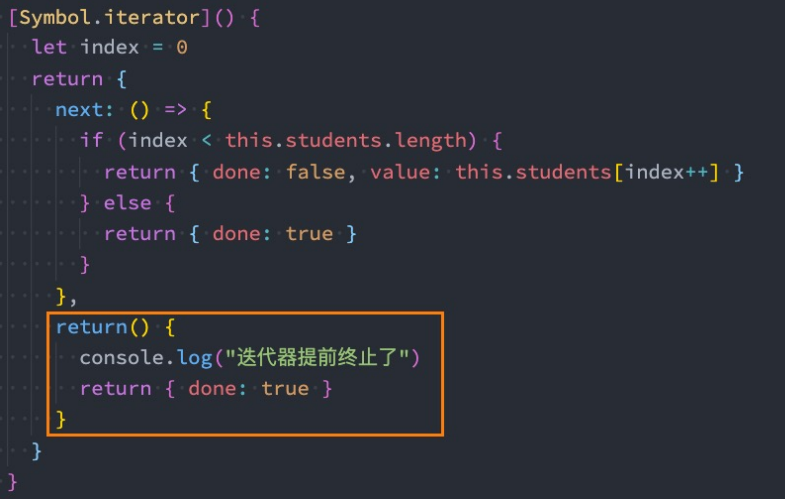 [Symbol.iterator]() {
let index = 0
return {
next: () => {
if (index < this.students.length) {
return { done: false, value: this.students[index++] }
} else {
return { done: true }
}
},
return() {
console.log("迭代器提前终止了")
return { done: true }
}
}
}